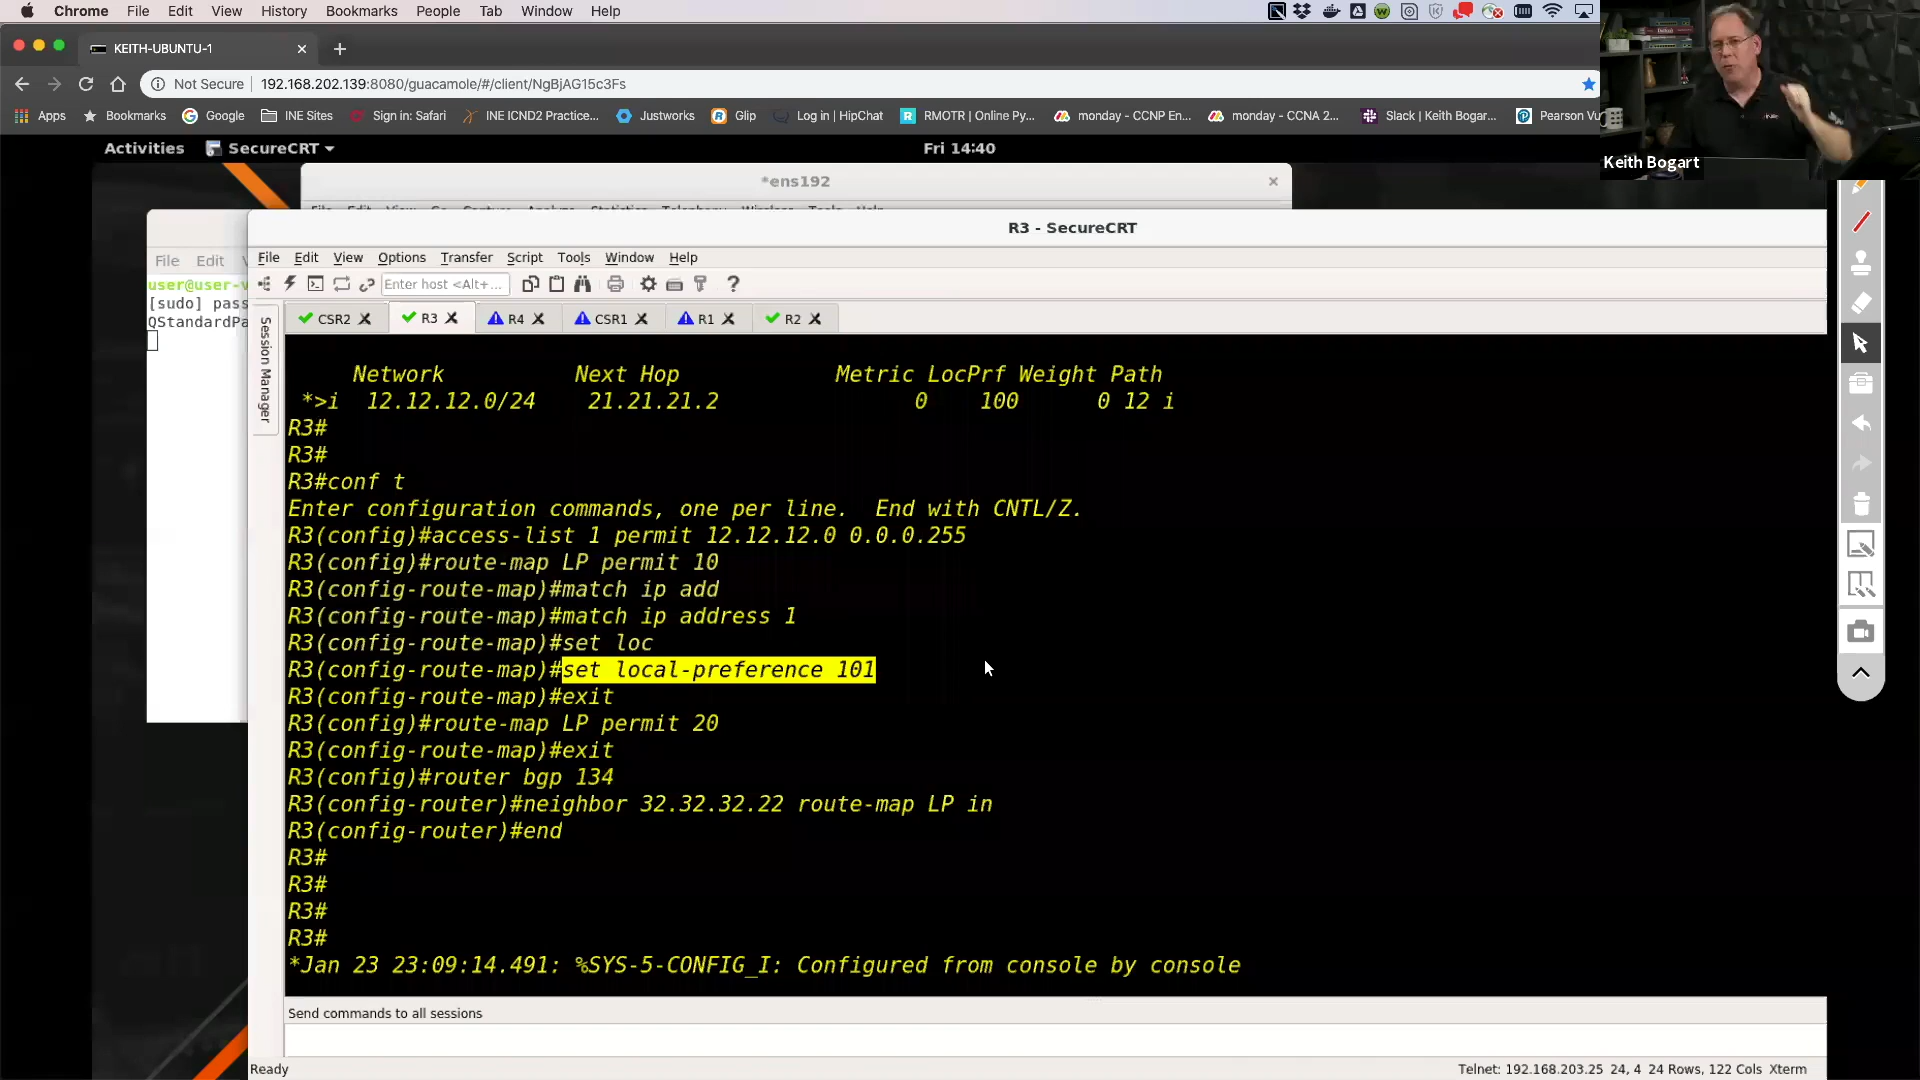 Chrome File Edit View History Bookmarks People Tab Window Help
KEITH-UBUNTU-1
Not Secure 192.168.202.139:8080/guacamole/#/client/NgBjAG15c3Fs
Apps Bookmarks Google INE Sites Sign in: Safari INE ICND2 Practice... Justworks Glip Log in | HipChat RMOTR | Online Py... monday - CCNP En... monday - CCNA 2... Slack | Keith Bogar... Pearson Vu
Keith Bogart
Activities SecureCRT Fri 14:40
*ens192
R3 - SecureCRT
File Edit
File Edit View Options Transfer Script Tools Window Help
Enter host <Alt+...
user@user-v
[sudo] pass
QStandardPa
Session Manager
CSR2 R3 R4 CSR1 R1 R2
Network Next Hop Metric LocPrf Weight Path
*>i 12.12.12.0/24 21.21.21.2 0 100 0 12 i
R3#
R3#
R3#conf t
Enter configuration commands, one per line. End with CNTL/Z.
R3(config)#access-list 1 permit 12.12.12.0 0.0.0.255
R3(config)#route-map LP permit 10
R3(config-route-map)#match ip add
R3(config-route-map)#match ip address 1
R3(config-route-map)#set loc
R3(config-route-map)#set local-preference 101
R3(config-route-map)#exit
R3(config)#route-map LP permit 20
R3(config-route-map)#exit
R3(config)#router bgp 134
R3(config-router)#neighbor 32.32.32.22 route-map LP in
R3(config-router)#end
R3#
R3#
R3#
R3#
*Jan 23 23:09:14.491: %SYS-5-CONFIG_I: Configured from console by console
Send commands to all sessions
Ready Telnet: 192.168.203.25 24, 4 24 Rows, 122 Cols Xterm